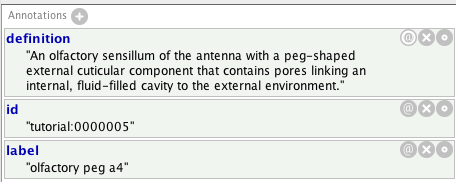 Annotations
definition
"An olfactory sensillum of the antenna with a peg-shaped
external cuticular component that contains pores linking an
internal, fluid-filled cavity to the external environment."
id
"tutorial:0000005"
label
"olfactory peg a4"